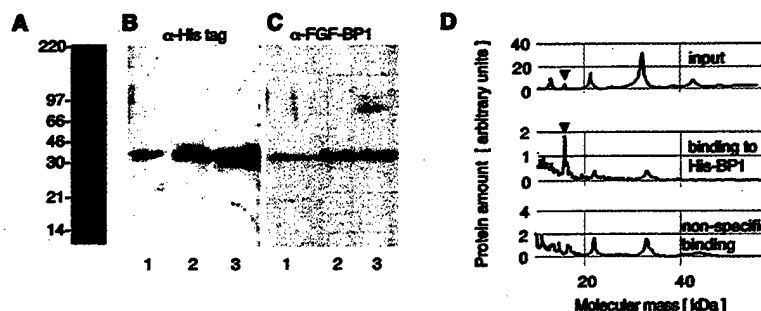 A B C D
α-His tag α-FGF-BP1
220
97
66
46
30
21
14
1 2 3 1 2 3
Protein amount [ arbitrary units ]
40
20
0
input
2
1
0
binding to
His-BP1
4
2
0
non-specific
binding
20 40
Molecular mass [ kDa ]